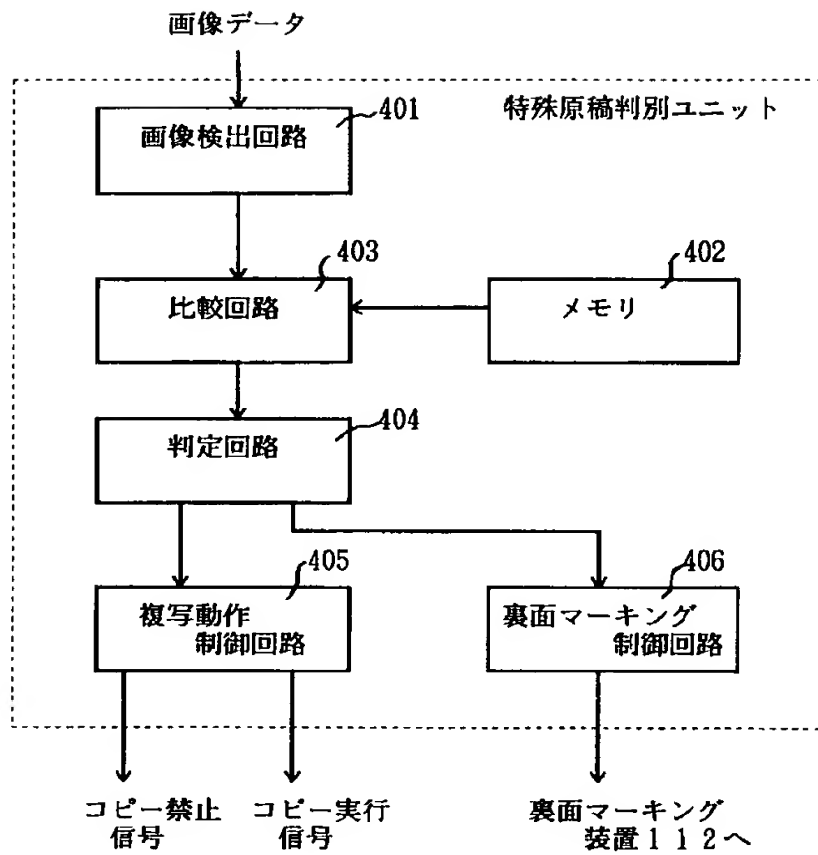 画像データ
401
特殊原稿判別ユニット
画像検出回路
403
402
比較回路
メモリ
404
判定回路
405
406
複写動作
制御回路
裏面マーキング
制御回路
コピー禁止
信号
コピー実行
信号
裏面マーキング
装置112へ